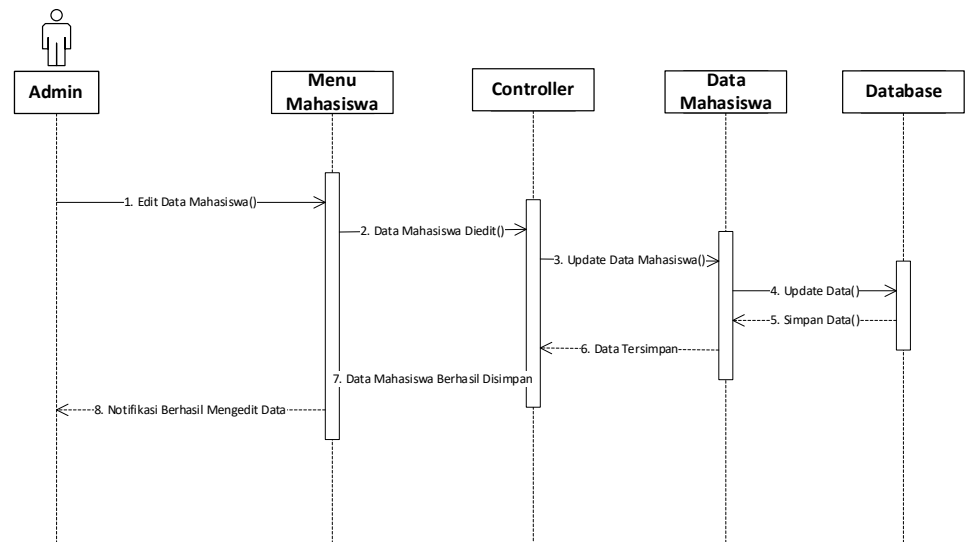 Admin
Menu
Mahasiswa
Controller
Data
Mahasiswa
Database
1. Edit Data Mahasiswa()
2. Data Mahasiswa Diedit()
3. Update Data Mahasiswa()
4. Update Data()
5. Simpan Data()
6. Data Tersimpan
7. Data Mahasiswa Berhasil Disimpan
8. Notifikasi Berhasil Mengedit Data